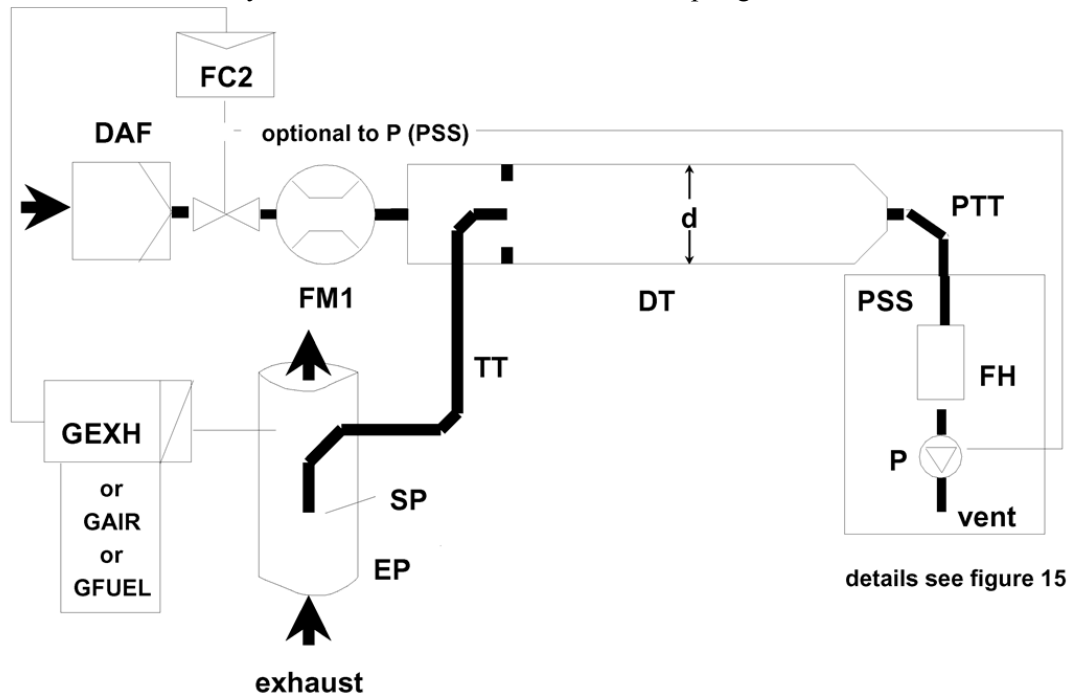 FC2
DAF
optional to P (PSS)
d
PTT
FM1
DT
PSS
TT
FH
GEXH
P
or
SP
GAIR
vent
or
EP
GFUEL
details see figure 15
exhaust